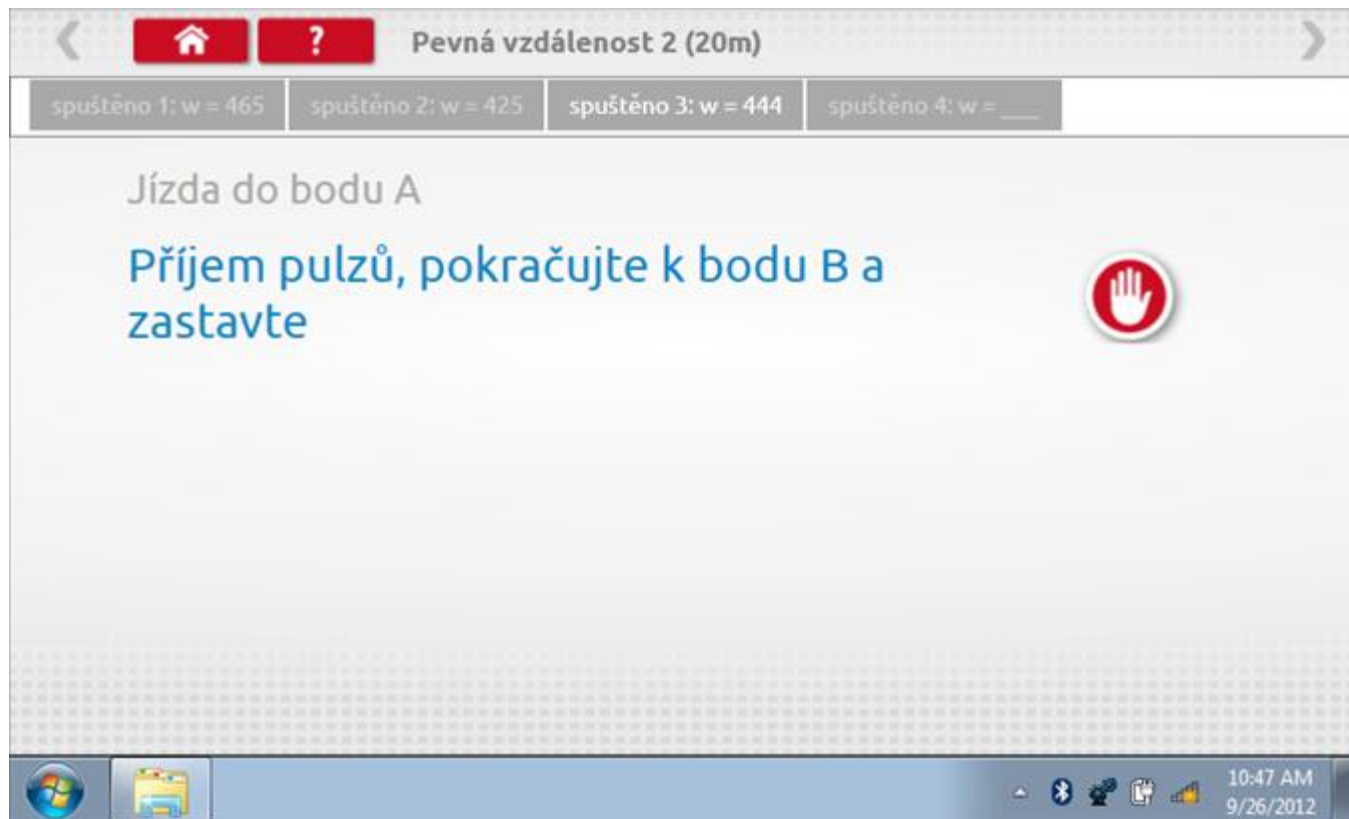 ? Pevná vzdálenost 2 (20m)
spuštěno 1: w = 465 spuštěno 2: w = 425 spuštěno 3: w = 444 spuštěno 4: w = ___
Jízda do bodu A
Příjem pulzů, pokračujte k bodu B a
zastavte
10:47 AM
9/26/2012